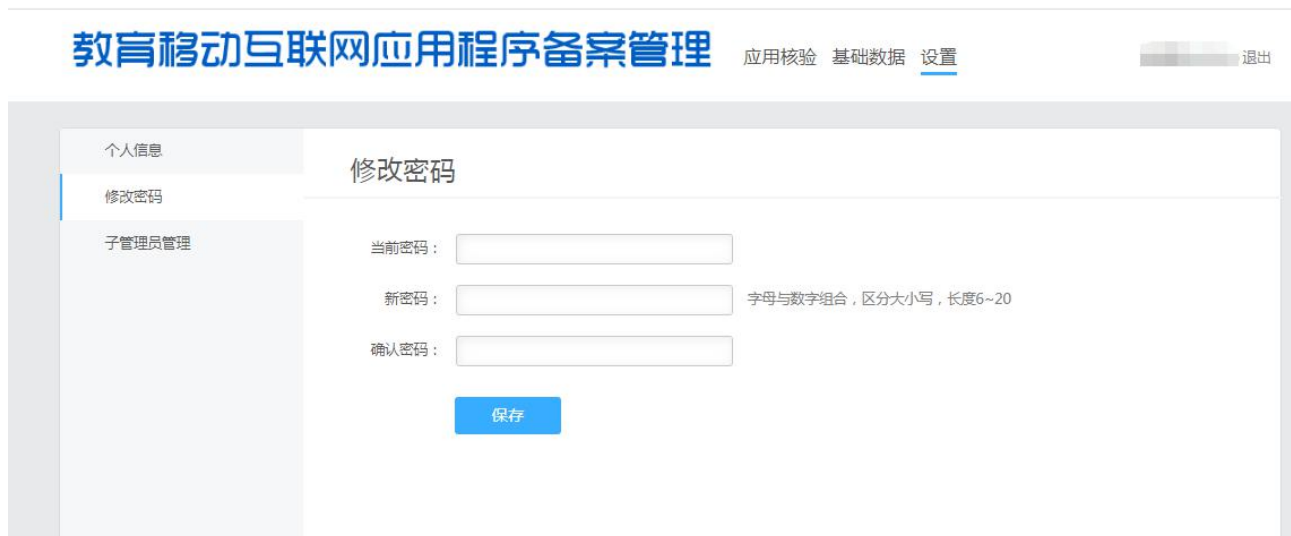 教育移动互联网应用程序备案管理 应用核验 基础数据 设置 退出
个人信息
修改密码
修改密码
子管理员管理
当前密码：
新密码： 字母与数字组合，区分大小写，长度6~20
确认密码：
保存